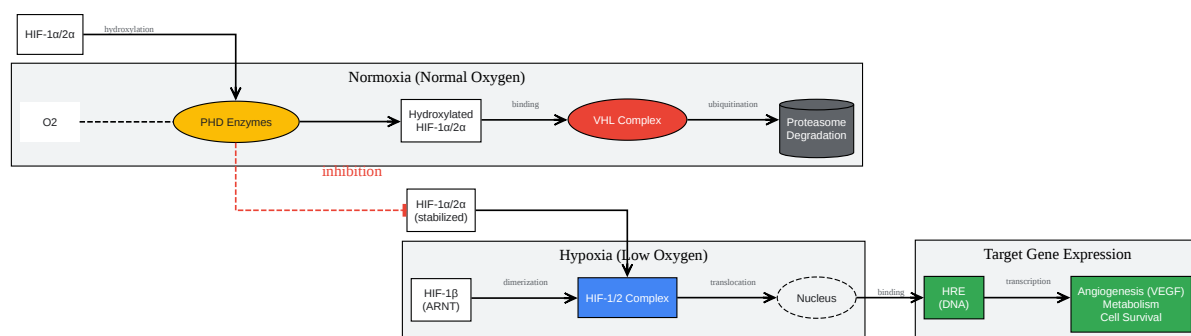 HIF-1α/2α
hydroxylation
Normoxia (Normal Oxygen)
O2
PHD Enzymes
Hydroxylated
HIF-1α/2α
binding
VHL Complex
ubiquitination
Proteasome
Degradation
inhibition
HIF-1α/2α
(stabilized)
Hypoxia (Low Oxygen)
HIF-1β
(ARNT)
dimerization
HIF-1/2 Complex
translocation
Nucleus
binding
Target Gene Expression
HRE
(DNA)
transcription
Angiogenesis (VEGF)
Metabolism
Cell Survival